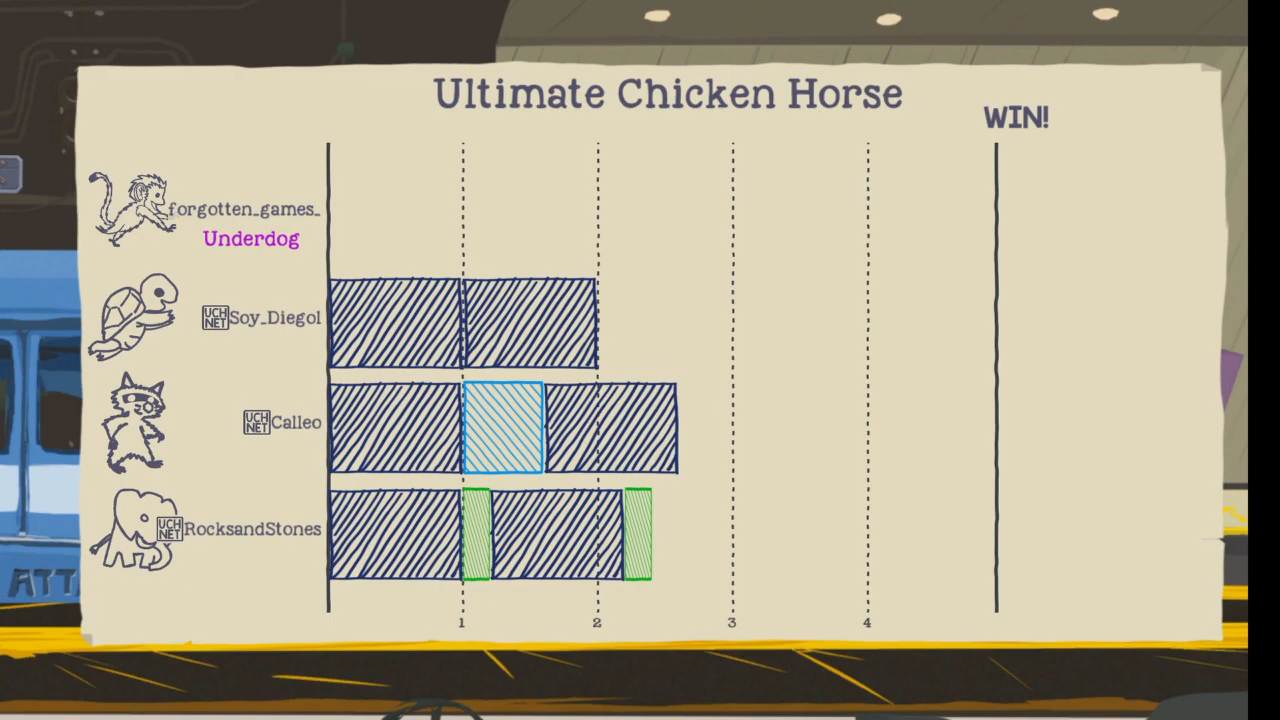 Ultimate Chicken Horse
WIN!
forgotten_games_
Underdog
UCH NET Soy_Diegol
UCH NET Calleo
UCH NET RocksandStones
1 2 3 4
ATTA